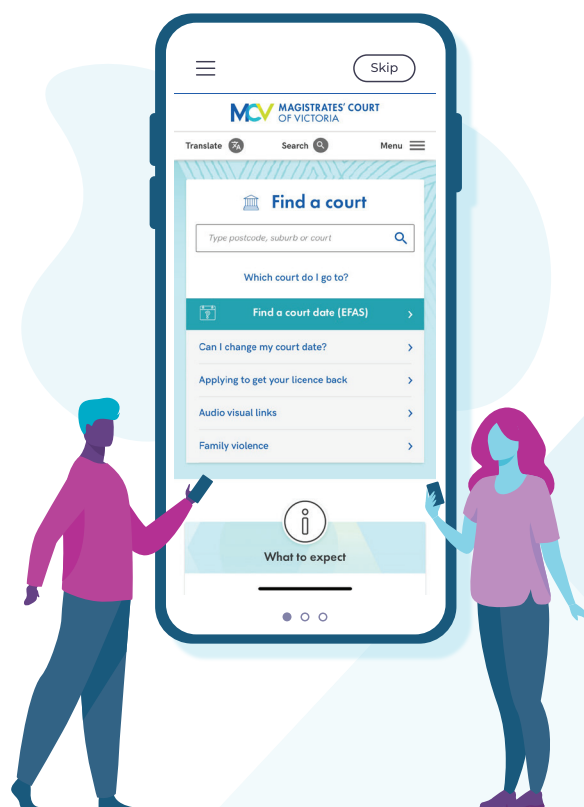 Skip
MCV MAGISTRATES' COURT
OF VICTORIA
Translate Search Menu
Find a court
Type postcode, suburb or court
Which court do I go to?
Find a court date (EFAS)
Can I change my court date?
Applying to get your licence back
Audio visual links
Family violence
What to expect